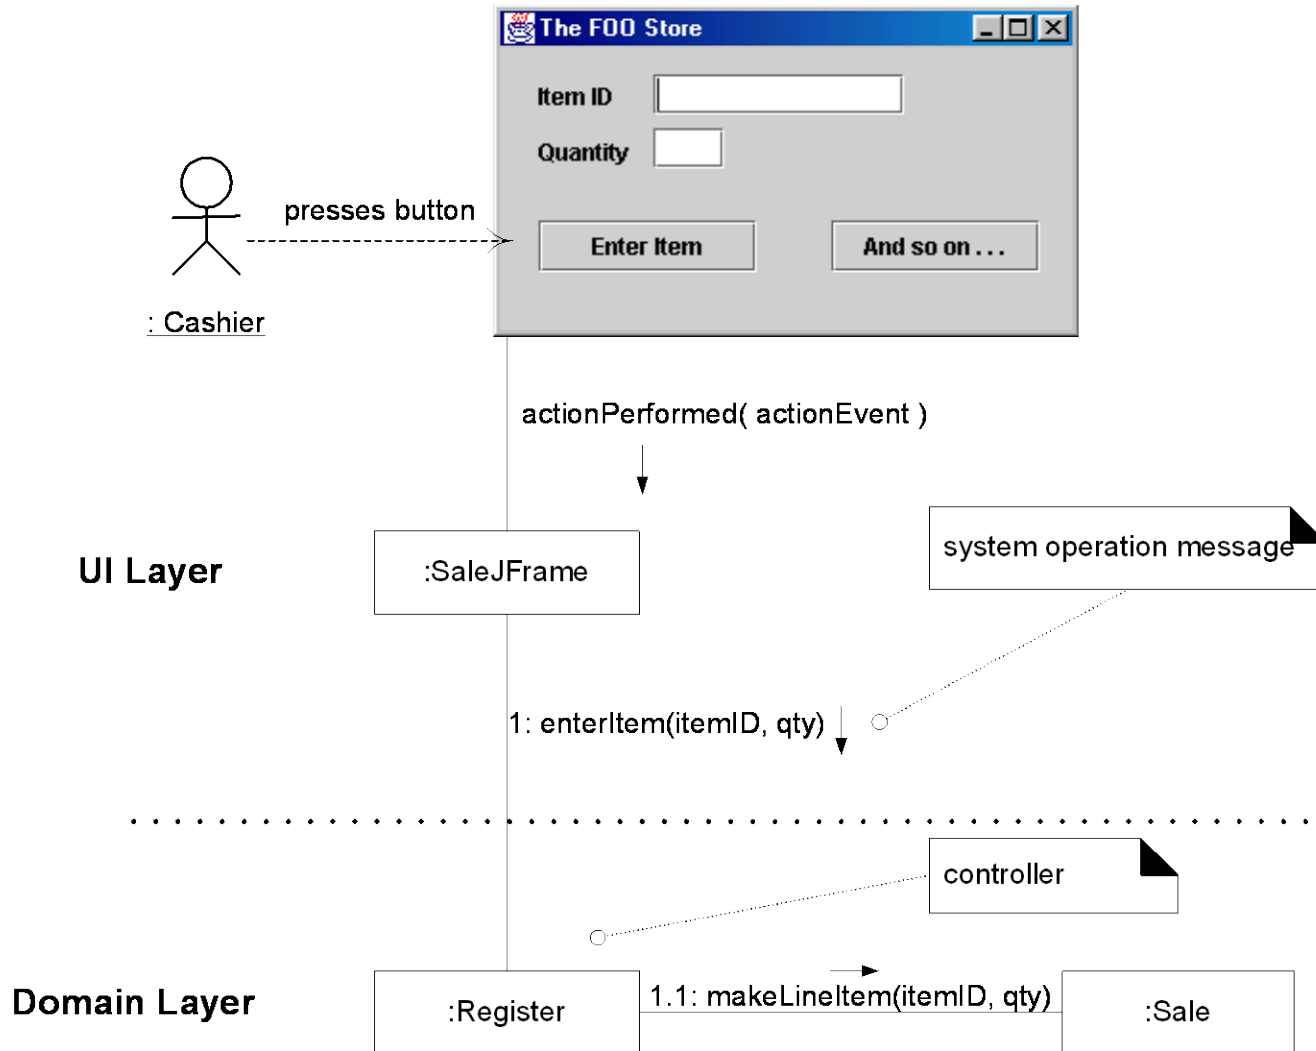 The FOO Store
Item ID
Quantity
presses button
Enter Item
And so on . . .
: Cashier
actionPerformed( actionEvent )
system operation message
UI Layer
:SaleJFrame
1: enterItem(itemID, qty)
controller
Domain Layer
:Register
1.1: makeLineItem(itemID, qty)
:Sale